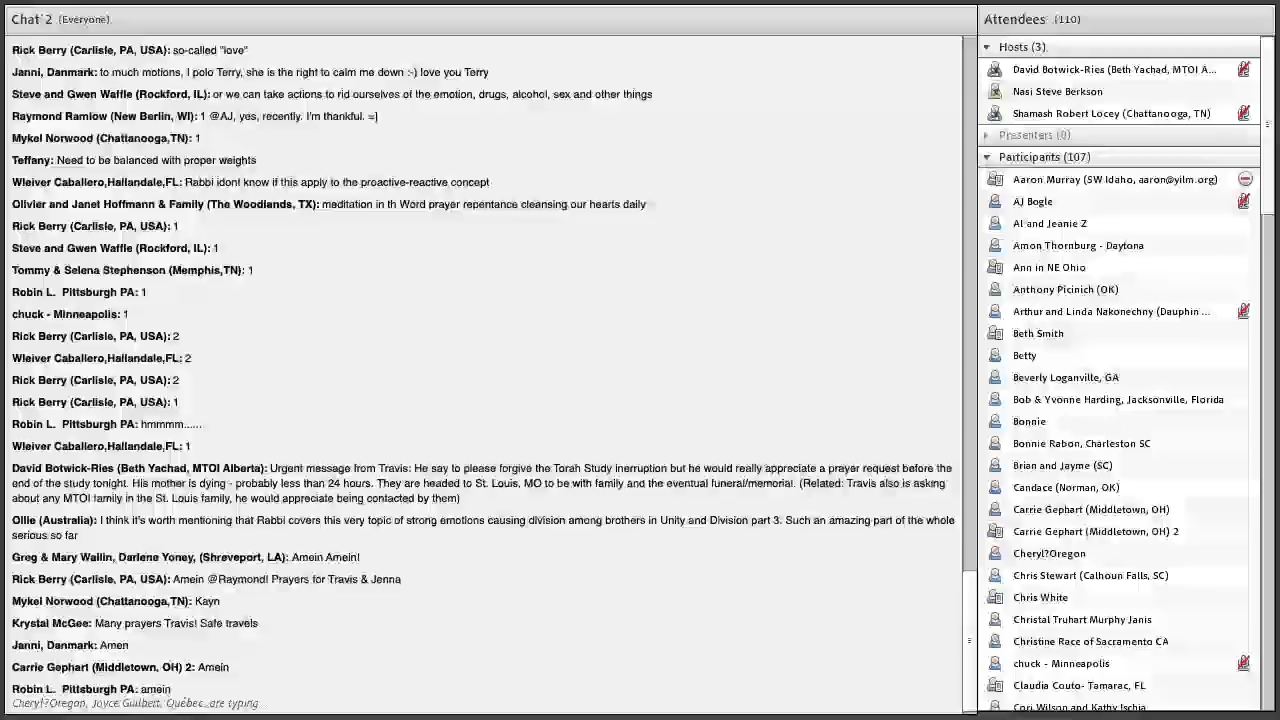 Chat 2 (Everyone)
Rick Berry (Carlisle, PA, USA): so-called "love"
Janni, Danmark: to much motions, I polo Terry, she is the right to calm me down :-) love you Terry
Steve and Gwen Waffle (Rockford, IL): or we can take actions to rid ourselves of the emotion, drugs, alcohol, sex and other things
Raymond Ramlow (New Berlin, WI): 1 @AJ, yes, recently. I'm thankful. =]
Mykel Norwood (Chattanooga,TN): 1
Teffany: Need to be balanced with proper weights
Wleiver Caballero,Hallandale,FL: Rabbi idont know if this apply to the proactive-reactive concept
Olivier and Janet Hoffmann & Family (The Woodlands, TX): meditation in th Word prayer repentance cleansing our hearts daily
Rick Berry (Carlisle, PA, USA): 1
Steve and Gwen Waffle (Rockford, IL): 1
Tommy & Selena Stephenson (Memphis,TN): 1
Robin L. Pittsburgh PA: 1
chuck - Minneapolis: 1
Rick Berry (Carlisle, PA, USA): 2
Wleiver Caballero,Hallandale,FL: 2
Rick Berry (Carlisle, PA, USA): 2
Rick Berry (Carlisle, PA, USA): 1
Robin L. Pittsburgh PA: hmmmm......
Wleiver Caballero,Hallandale,FL: 1
David Botwick-Ries (Beth Yachad, MTOI Alberta): Urgent message from Travis: He say to please forgive the Torah Study inerruption but he would really appreciate a prayer request before the
end of the study tonight. His mother is dying - probably less than 24 hours. They are headed to St. Louis, MO to be with family and the eventual funeral/memorial. (Related: Travis also is asking
about any MTOI family in the St. Louis family, he would appreciate being contacted by them)
Ollie (Australia): I think it's worth mentioning that Rabbi covers this very topic of strong emotions causing division among brothers in Unity and Division part 3. Such an amazing part of the whole
serious so far
Greg & Mary Wallin, Darlene Yoney, (Shreveport, LA): Amein Amein!
Rick Berry (Carlisle, PA, USA): Amein @Raymond! Prayers for Travis & Jenna
Mykel Norwood (Chattanooga,TN): Kayn
Krystal McGee: Many prayers Travis! Safe travels
Janni, Danmark: Amen
Carrie Gephart (Middletown, OH) 2: Amein
Robin L. Pittsburgh PA: amein
Cheryl?Oregan, Joyce Guilbert, Québec are typing
Attendees (110)
Hosts (3)
David Botwick-Ries (Beth Yachad, MTOI A...
Nasi Steve Berkson
Shamash Robert Locey (Chattanooga, TN)
Presenters (0)
Participants (107)
Aaron Murray (SW Idaho, aaron@yilm.org)
AJ Bogle
Al and Jeanie Z
Amon Thornburg - Daytona
Ann in NE Ohio
Anthony Picinich (OK)
Arthur and Linda Nakonechny (Dauphin ...
Beth Smith
Betty
Beverly Loganville, GA
Bob & Yvonne Harding, Jacksonville, Florida
Bonnie
Bonnie Rabon, Charleston SC
Brian and Jayme (SC)
Candace (Norman, OK)
Carrie Gephart (Middletown, OH)
Carrie Gephart (Middletown, OH) 2
Cheryl?Oregan
Chris Stewart (Calhoun Falls, SC)
Chris White
Christal Truhart Murphy Janis
Christine Race of Sacramento CA
chuck - Minneapolis
Claudia Couto- Tamarac, FL
Cori Wilson and Kathy Ischia